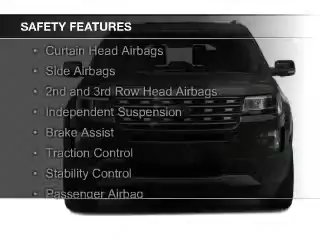 SAFETY FEATURES
• Curtain Head Airbags
• Side Airbags
• 2nd and 3rd Row Head Airbags
• Independent Suspension
• Brake Assist
• Traction Control
• Stability Control
• Passenger Airbag